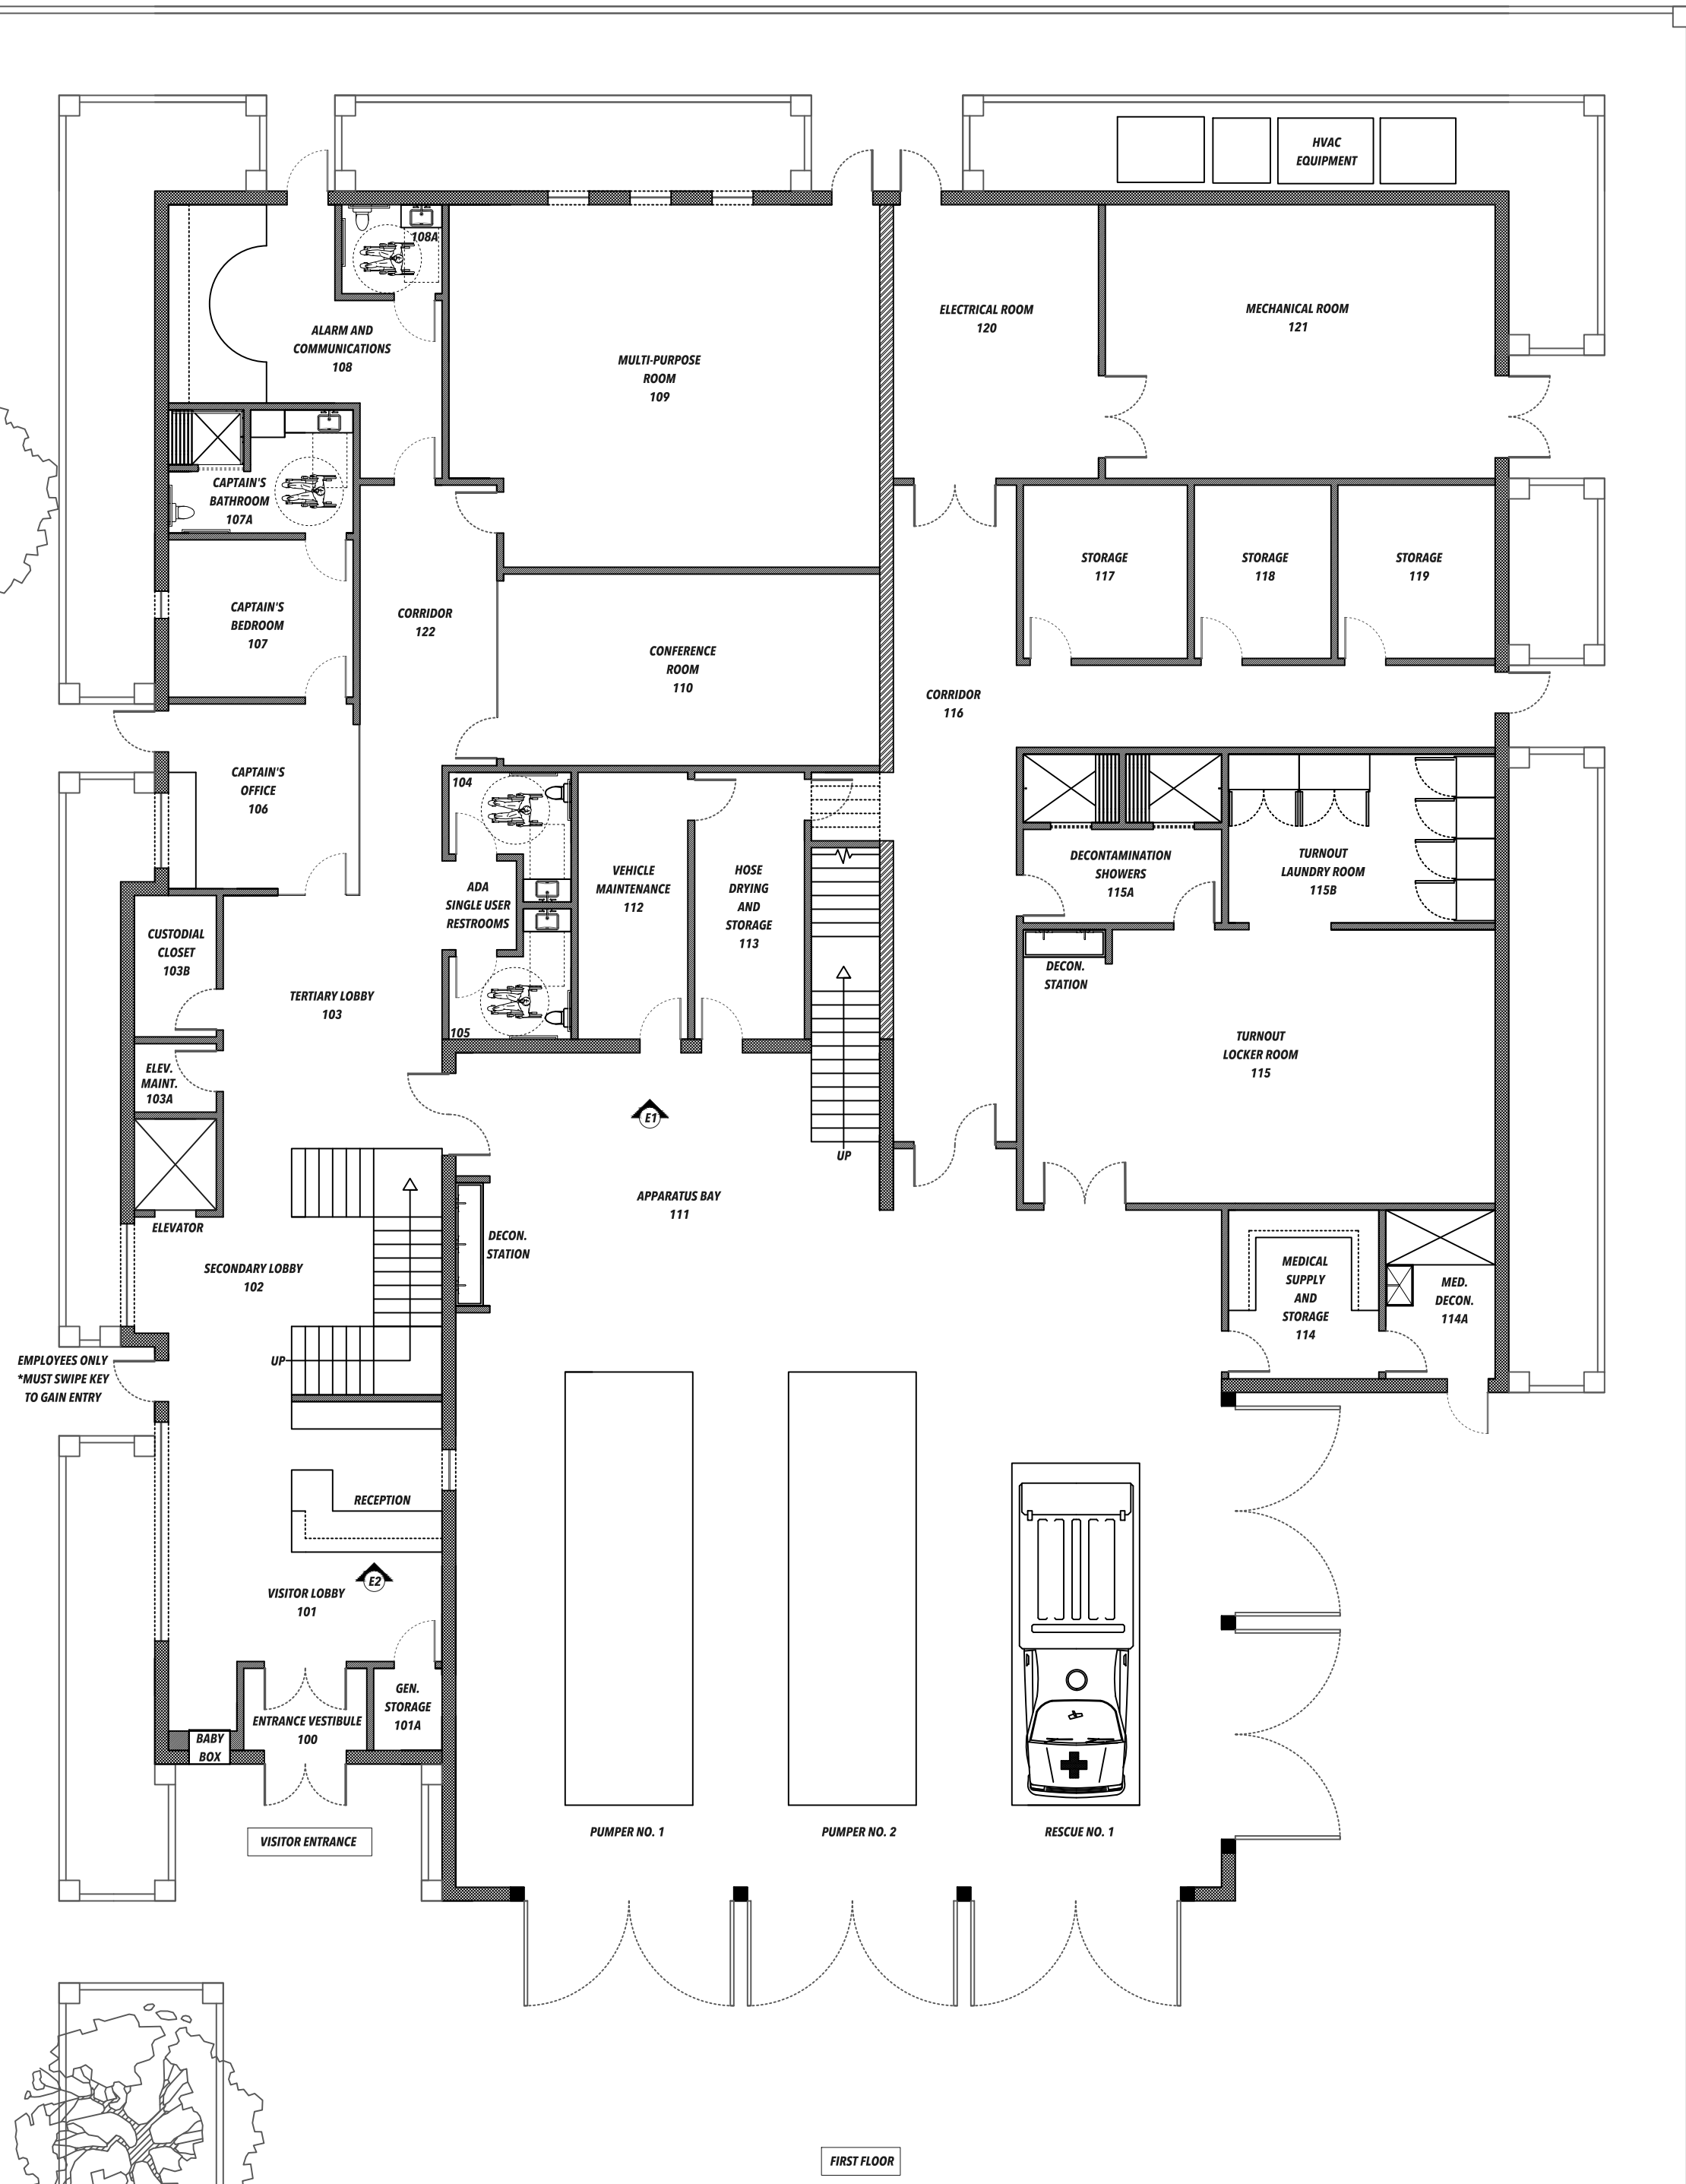 HVAC
EQUIPMENT
108A
ALARM AND
COMMUNICATIONS
108
MULTI-PURPOSE
ROOM
109
ELECTRICAL ROOM
120
MECHANICAL ROOM
121
CAPTAIN'S
BATHROOM
107A
CAPTAIN'S
BEDROOM
107
CORRIDOR
122
CONFERENCE
ROOM
110
STORAGE
117
STORAGE
118
STORAGE
119
CORRIDOR
116
CAPTAIN'S
OFFICE
106
104
ADA
SINGLE USER
RESTROOMS
105
VEHICLE
MAINTENANCE
112
HOSE
DRYING
AND
STORAGE
113
DECONTAMINATION
SHOWERS
115A
TURNOUT
LAUNDRY ROOM
115B
CUSTODIAL
CLOSET
103B
TERTIARY LOBBY
103
DECON.
STATION
TURNOUT
LOCKER ROOM
115
ELEV.
MAINT.
103A
E1
UP
APPARATUS BAY
111
ELEVATOR
DECON.
STATION
SECONDARY LOBBY
102
MEDICAL
SUPPLY
AND
STORAGE
114
MED.
DECON.
114A
EMPLOYEES ONLY
*MUST SWIPE KEY
TO GAIN ENTRY
UP
RECEPTION
E2
VISITOR LOBBY
101
GEN.
STORAGE
101A
ENTRANCE VESTIBULE
100
BABY
BOX
VISITOR ENTRANCE
PUMPER NO. 1
PUMPER NO. 2
RESCUE NO. 1
FIRST FLOOR